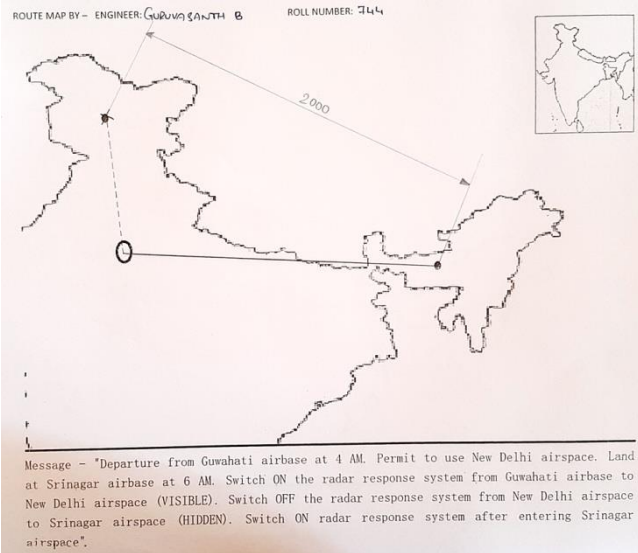 ROUTE MAP BY – ENGINEER: GURUVASANTH B ROLL NUMBER: 744
2000
Message – "Departure from Guwahati airbase at 4 AM. Permit to use New Delhi airspace. Land
at Srinagar airbase at 6 AM. Switch ON the radar response system from Guwahati airbase to
New Delhi airspace (VISIBLE). Switch OFF the radar response system from New Delhi airspace
to Srinagar airspace (HIDDEN). Switch ON radar response system after entering Srinagar
airspace".